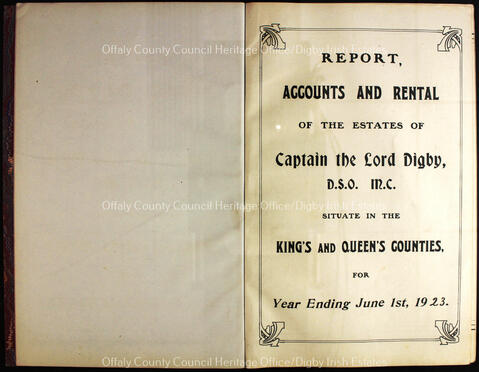 Offaly County Council Heritage Office/Digby Irish Estates
REPORT,
ACCOUNTS AND RENTAL
OF THE ESTATES OF
Captain the Lord Digby,
D.S.O. M.C.
Offaly County Council Heritage Office/Digby Irish Estates
SITUATE IN THE
KING'S AND QUEEN'S COUNTIES,
FOR
Year Ending June 1st, 1923.
Offaly County Council Heritage Office/Digby Irish Estates